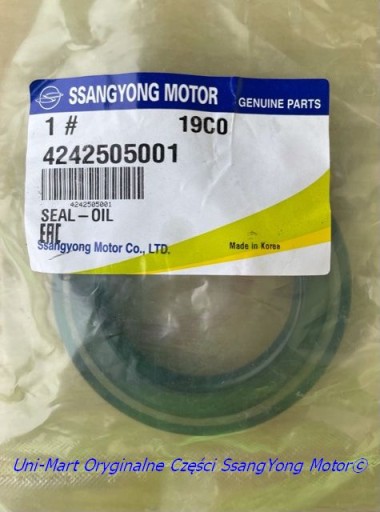 SSANGYONG MOTOR GENUINE PARTS
1 # 19C0
4242505001
4242505001
SEAL-OIL
EAC
Ssangyong Motor Co., LTD. Made in Korea
Uni-Mart Oryginalne Części SsangYong Motor©